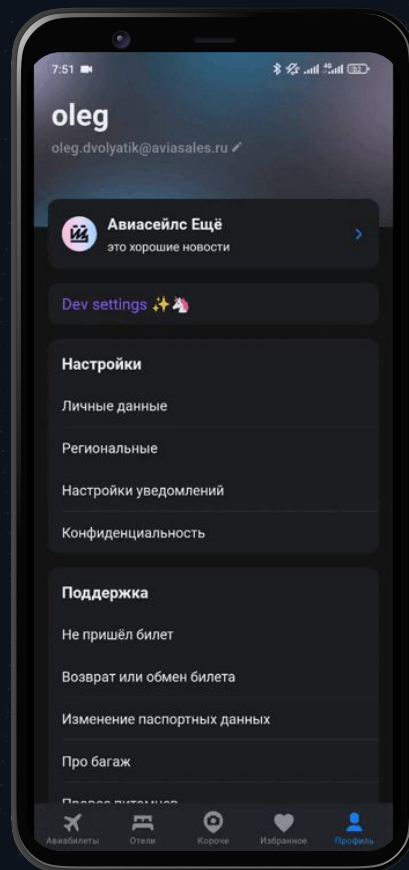 7:51
52
oleg
oleg.dvolyatik@aviasales.ru
Авиасейлс Ещё
это хорошие новости
Dev settings ✨🦄
Настройки
Личные данные
Региональные
Настройки уведомлений
Конфиденциальность
Поддержка
Не пришёл билет
Возврат или обмен билета
Изменение паспортных данных
Про багаж
Авиабилеты Отели Короче Избранное Профиль